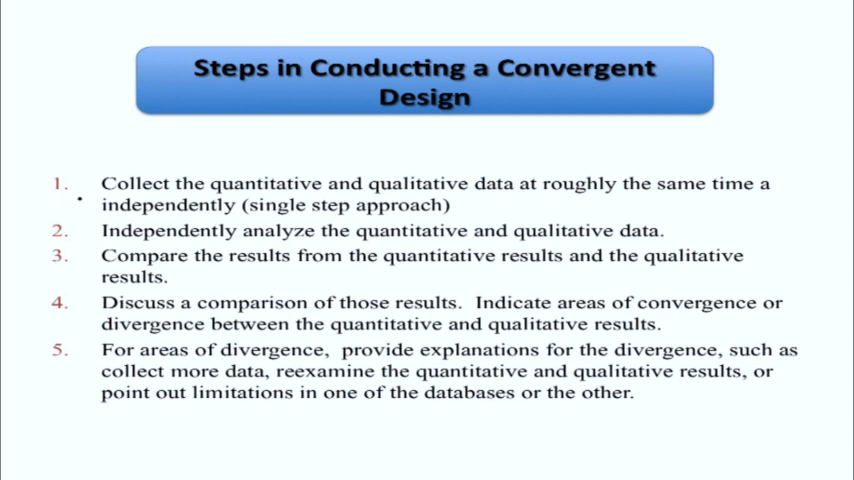 Steps in Conducting a Convergent
Design
1. Collect the quantitative and qualitative data at roughly the same time a
independently (single step approach)
2. Independently analyze the quantitative and qualitative data.
3. Compare the results from the quantitative results and the qualitative
results.
4. Discuss a comparison of those results. Indicate areas of convergence or
divergence between the quantitative and qualitative results.
5. For areas of divergence, provide explanations for the divergence, such as
collect more data, reexamine the quantitative and qualitative results, or
point out limitations in one of the databases or the other.